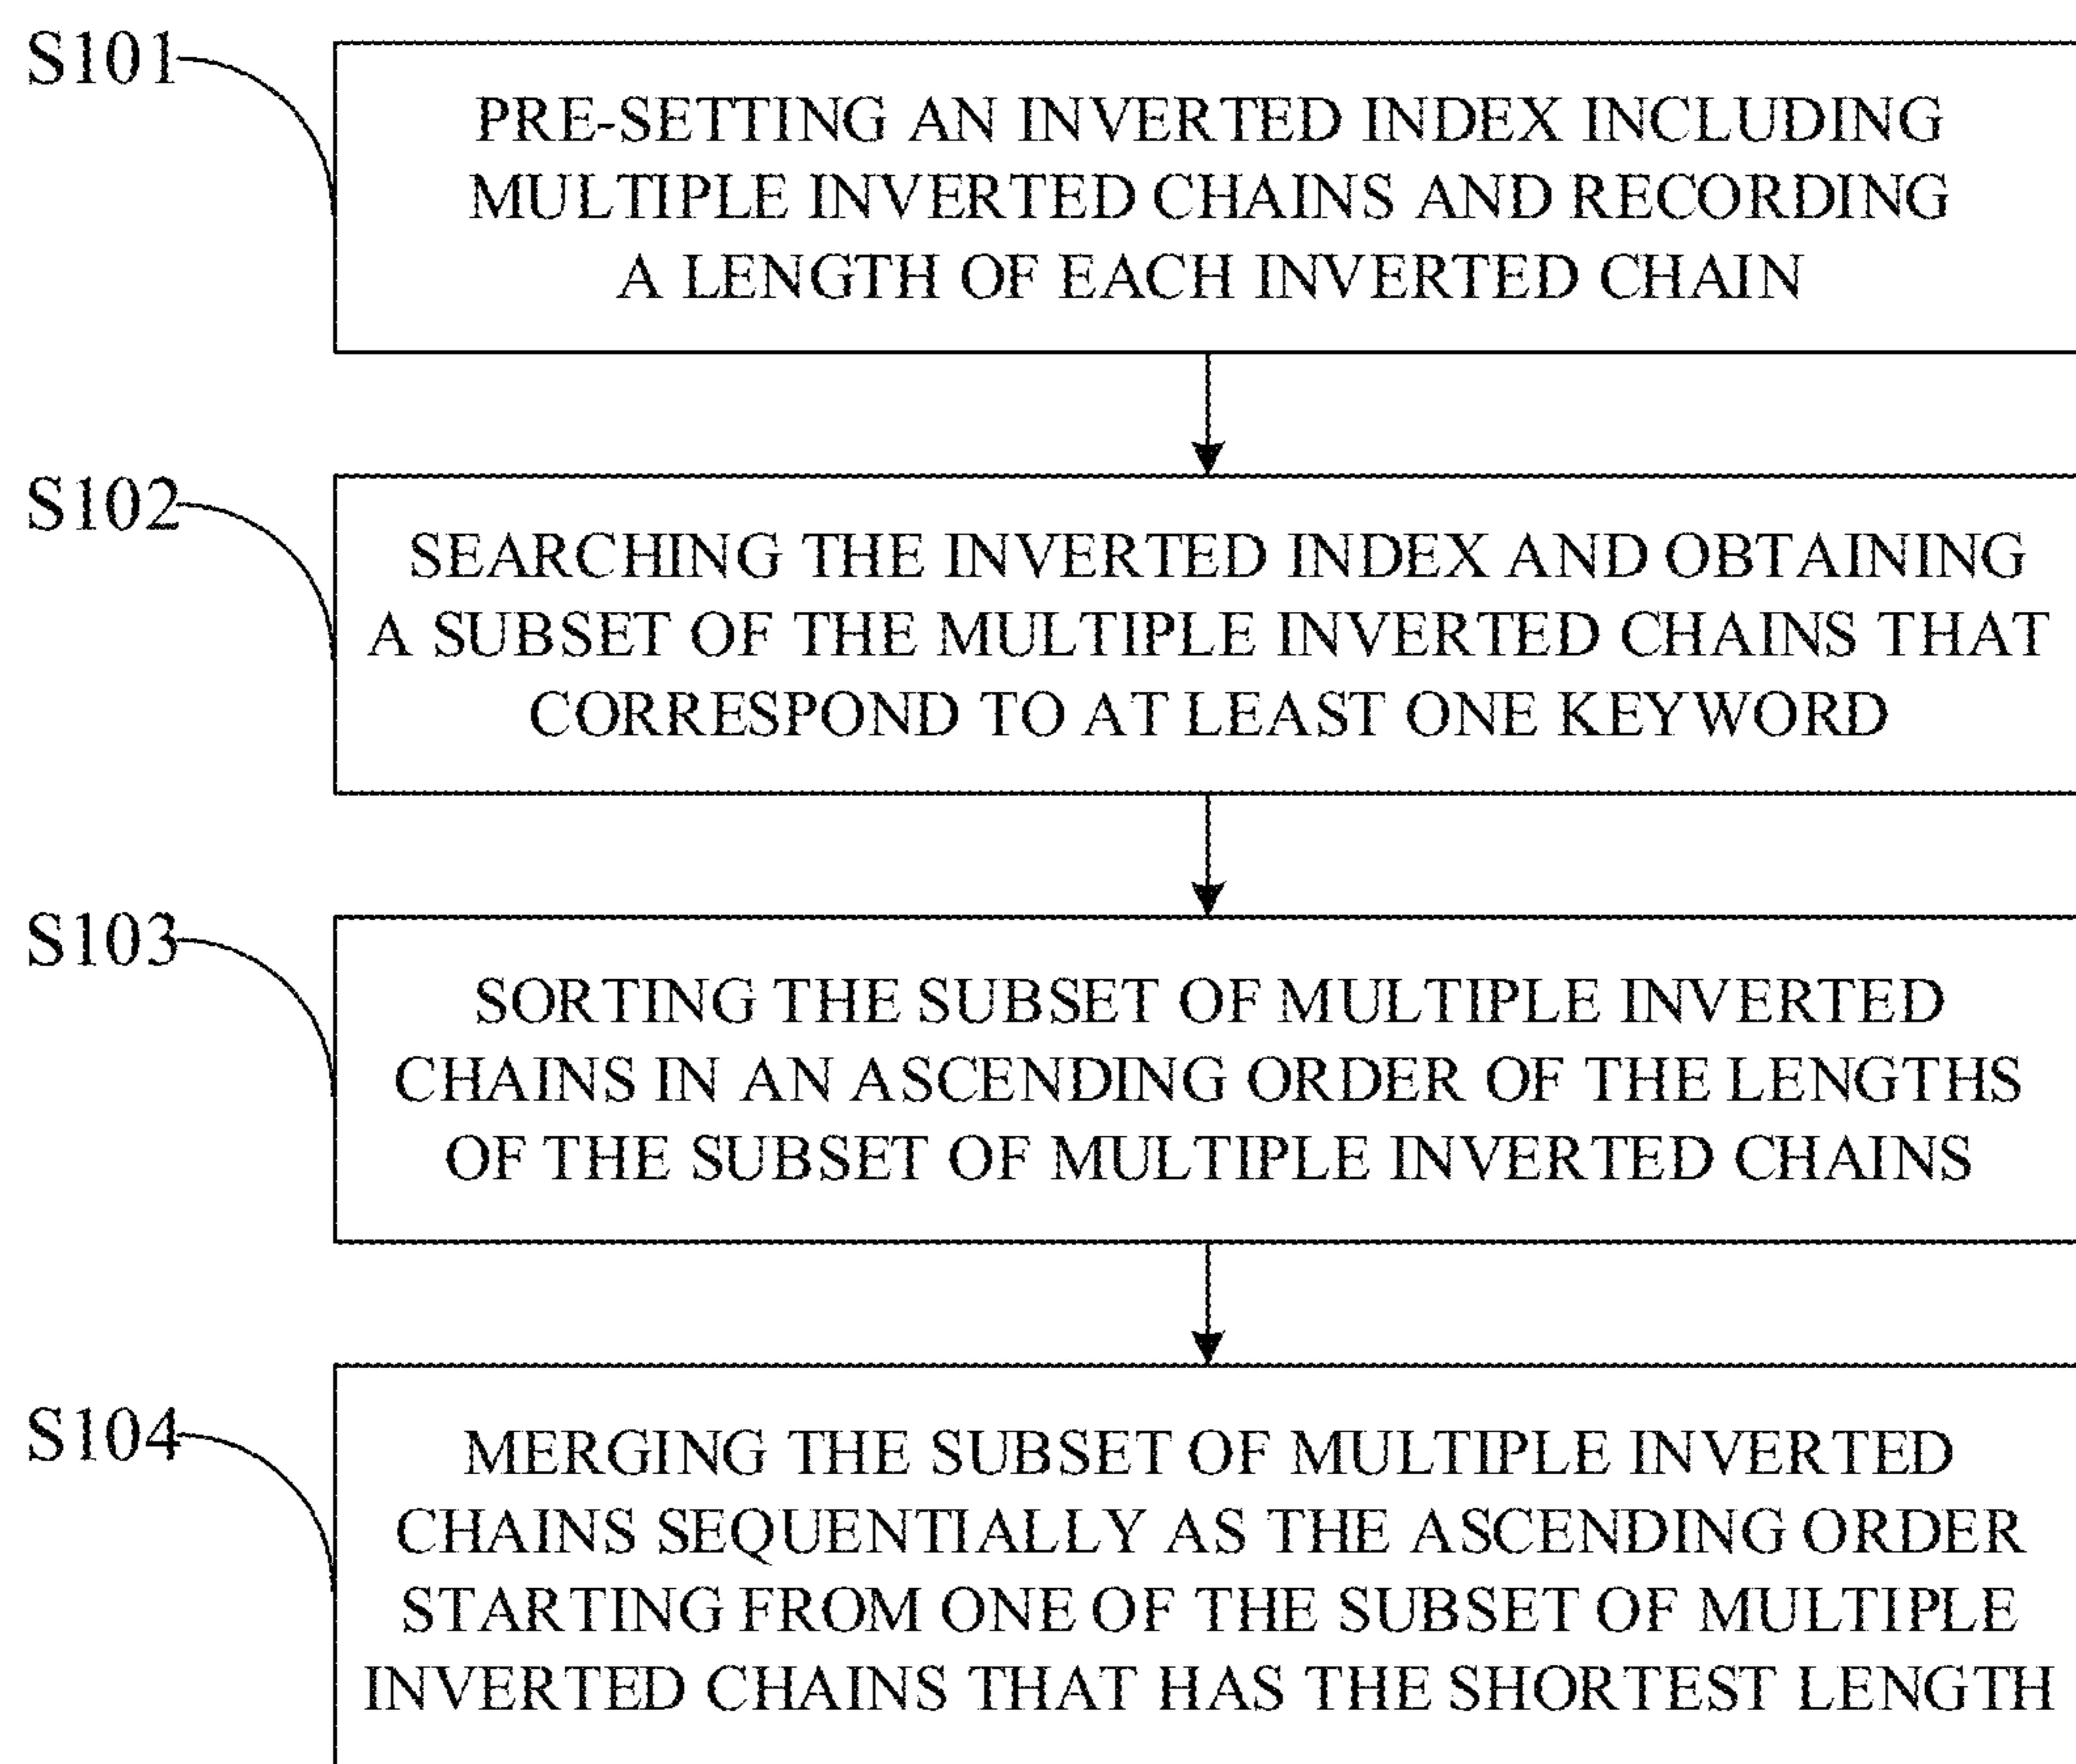 S101
PRE-SETTING AN INVERTED INDEX INCLUDING
MULTIPLE INVERTED CHAINS AND RECORDING
A LENGTH OF EACH INVERTED CHAIN
S102
SEARCHING THE INVERTED INDEX AND OBTAINING
A SUBSET OF THE MULTIPLE INVERTED CHAINS THAT
CORRESPOND TO AT LEAST ONE KEYWORD
S103
SORTING THE SUBSET OF MULTIPLE INVERTED
CHAINS IN AN ASCENDING ORDER OF THE LENGTHS
OF THE SUBSET OF MULTIPLE INVERTED CHAINS
S104
MERGING THE SUBSET OF MULTIPLE INVERTED
CHAINS SEQUENTIALLY AS THE ASCENDING ORDER
STARTING FROM ONE OF THE SUBSET OF MULTIPLE
INVERTED CHAINS THAT HAS THE SHORTEST LENGTH